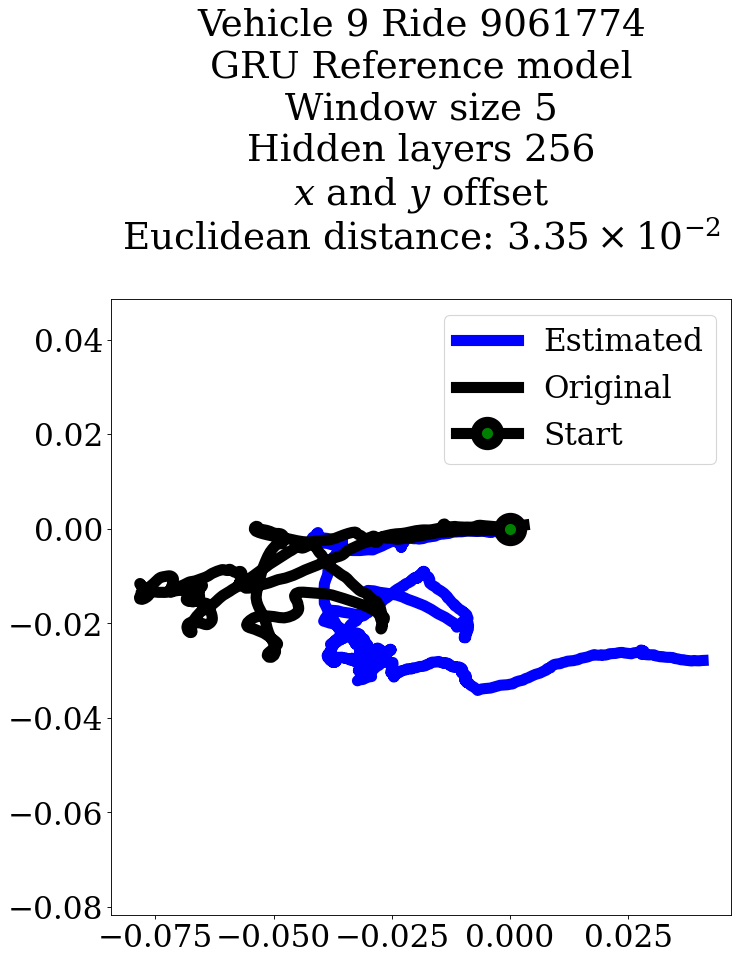 Vehicle 9 Ride 9061774
GRU Reference model
Window size 5
Hidden layers 256
x and y offset
Euclidean distance: 3.35 × 10⁻²
Estimated
Original
Start
0.04
0.02
0.00
−0.02
−0.04
−0.06
−0.08
−0.075 −0.050 −0.025 0.000 0.025